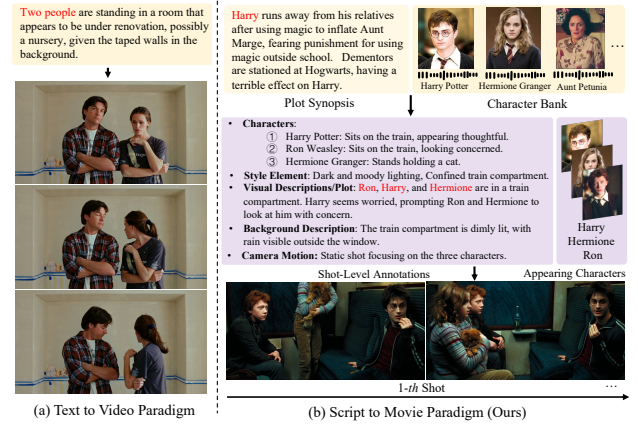 Two people are standing in a room that
appears to be under renovation, possibly
a nursery, given the taped walls in the
background.
(a) Text to Video Paradigm
Harry runs away from his relatives
after using magic to inflate Aunt
Marge, fearing punishment for using
magic outside school. Dementors
are stationed at Hogwarts, having a
terrible effect on Harry.
Harry Potter
Hermione Granger
Aunt Petunia
...
Plot Synopsis
Character Bank
• Characters:
① Harry Potter: Sits on the train, appearing thoughtful.
② Ron Weasley: Sits on the train, looking concerned.
③ Hermione Granger: Stands holding a cat.
• Style Element: Dark and moody lighting, Confined train compartment.
• Visual Descriptions/Plot: Ron, Harry, and Hermione are in a train
compartment. Harry seems worried, prompting Ron and Hermione to
look at him with concern.
• Background Description: The train compartment is dimly lit, with
rain visible outside the window.
• Camera Motion: Static shot focusing on the three characters.
Harry
Hermione
Ron
Shot-Level Annotations
Appearing Characters
1-th Shot
...
(b) Script to Movie Paradigm (Ours)